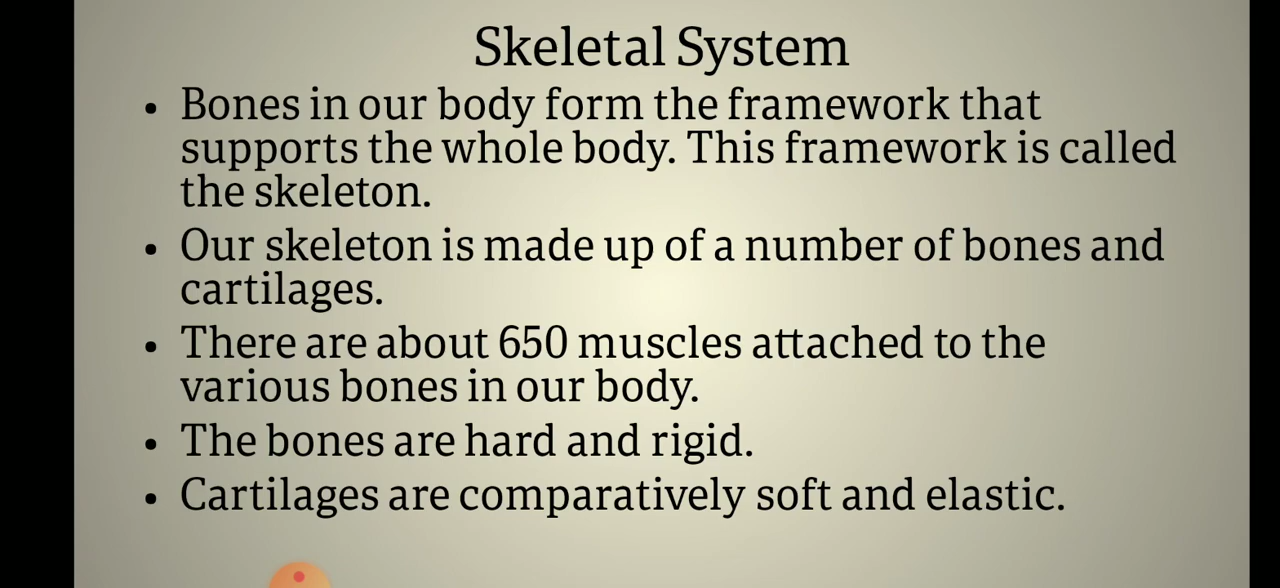 Skeletal System
• Bones in our body form the framework that
supports the whole body. This framework is called
the skeleton.
• Our skeleton is made up of a number of bones and
cartilages.
• There are about 650 muscles attached to the
various bones in our body.
• The bones are hard and rigid.
• Cartilages are comparatively soft and elastic.